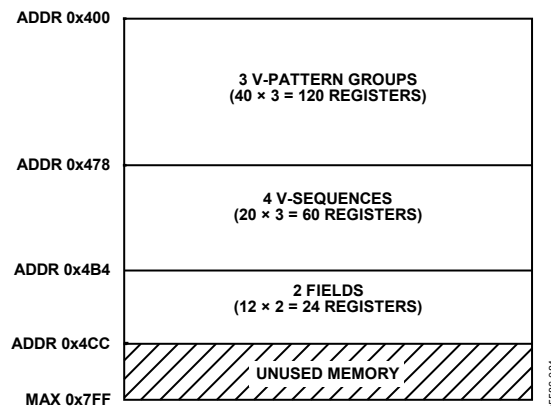 ADDR 0x400
3 V-PATTERN GROUPS
(40 × 3 = 120 REGISTERS)
ADDR 0x478
4 V-SEQUENCES
(20 × 3 = 60 REGISTERS)
ADDR 0x4B4
2 FIELDS
(12 × 2 = 24 REGISTERS)
ADDR 0x4CC
UNUSED MEMORY
MAX 0x7FF